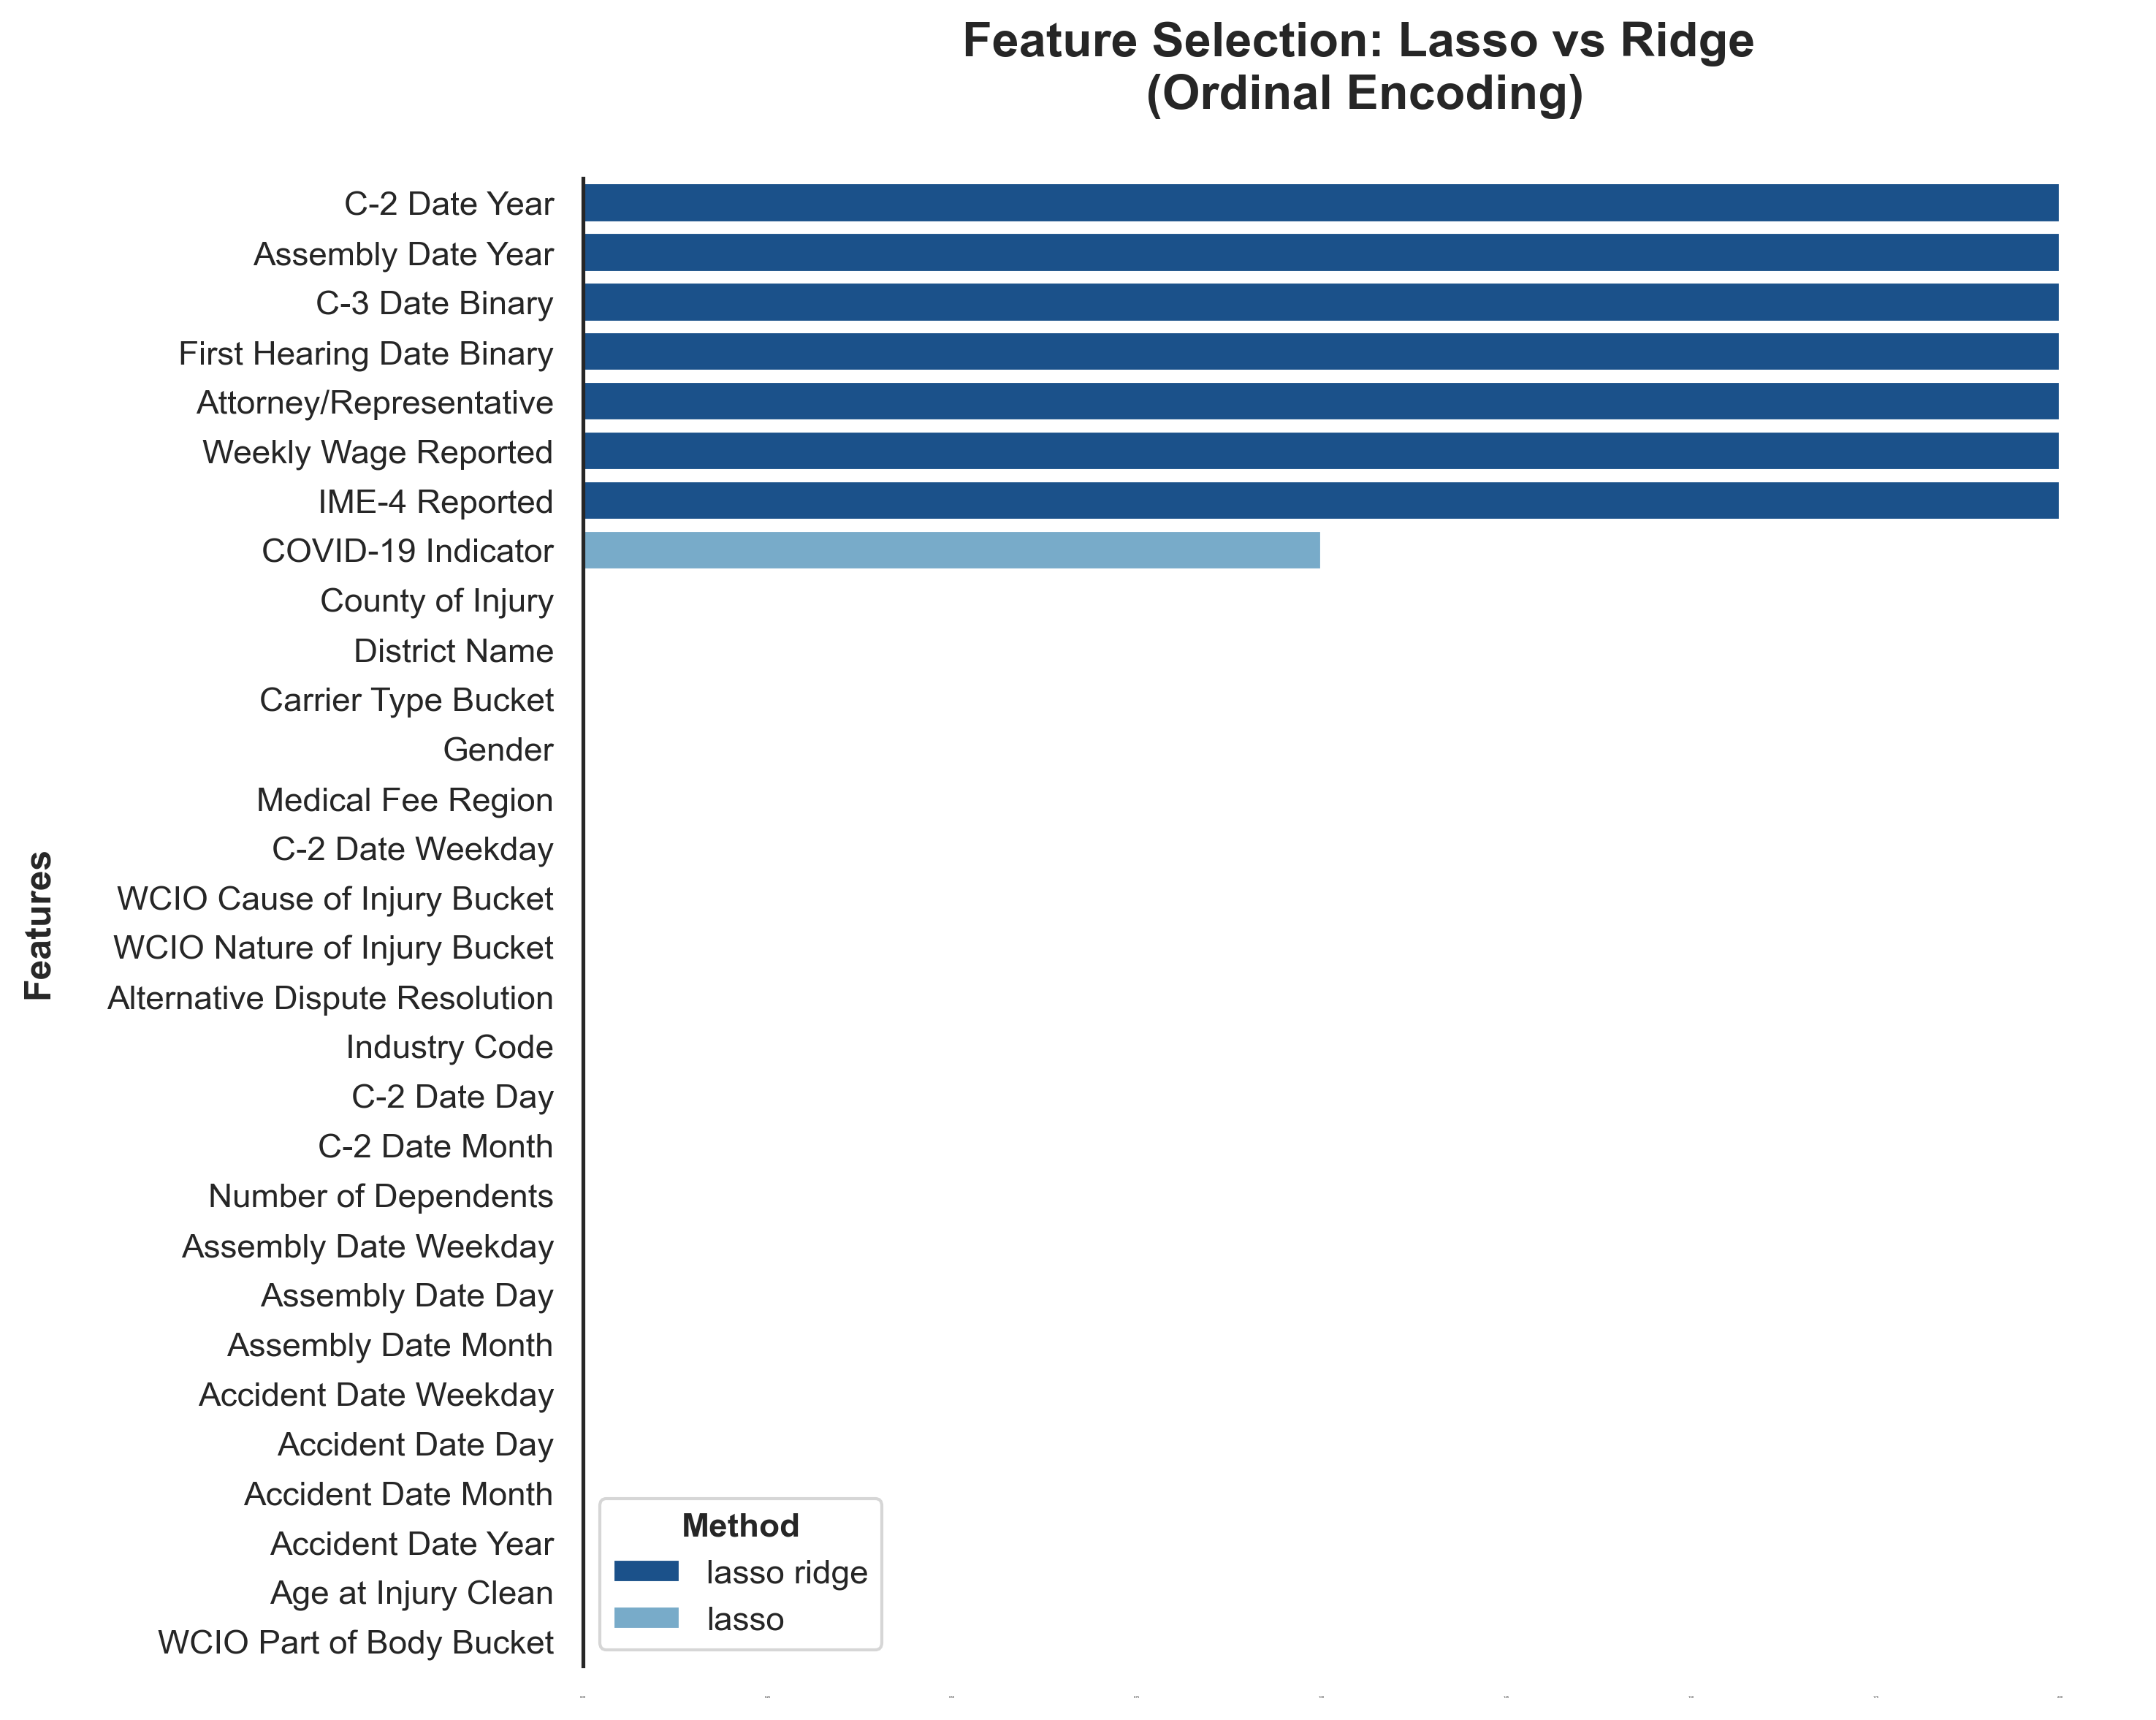 Feature Selection: Lasso vs Ridge
(Ordinal Encoding)
C-2 Date Year
Assembly Date Year
C-3 Date Binary
First Hearing Date Binary
Attorney/Representative
Weekly Wage Reported
IME-4 Reported
COVID-19 Indicator
County of Injury
District Name
Carrier Type Bucket
Gender
Medical Fee Region
C-2 Date Weekday
WCIO Cause of Injury Bucket
WCIO Nature of Injury Bucket
Alternative Dispute Resolution
Industry Code
C-2 Date Day
C-2 Date Month
Number of Dependents
Assembly Date Weekday
Assembly Date Day
Assembly Date Month
Accident Date Weekday
Accident Date Day
Accident Date Month
Accident Date Year
Age at Injury Clean
WCIO Part of Body Bucket
Features
Method
lasso ridge
lasso